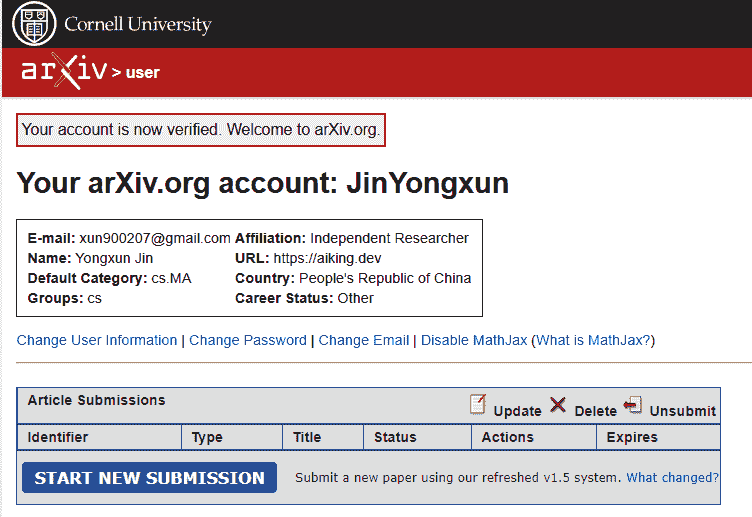 Cornell University
arXiv > user
Your account is now verified. Welcome to arXiv.org.
Your arXiv.org account: JinYongxun
E-mail: xun900207@gmail.com Affiliation: Independent Researcher
Name: Yongxun Jin URL: https://aiking.dev
Default Category: cs.MA Country: People's Republic of China
Groups: cs Career Status: Other
Change User Information | Change Password | Change Email | Disable MathJax (What is MathJax?)
Article Submissions Update Delete Unsubmit
Identifier Type Title Status Actions Expires
START NEW SUBMISSION Submit a new paper using our refreshed v1.5 system. What changed?